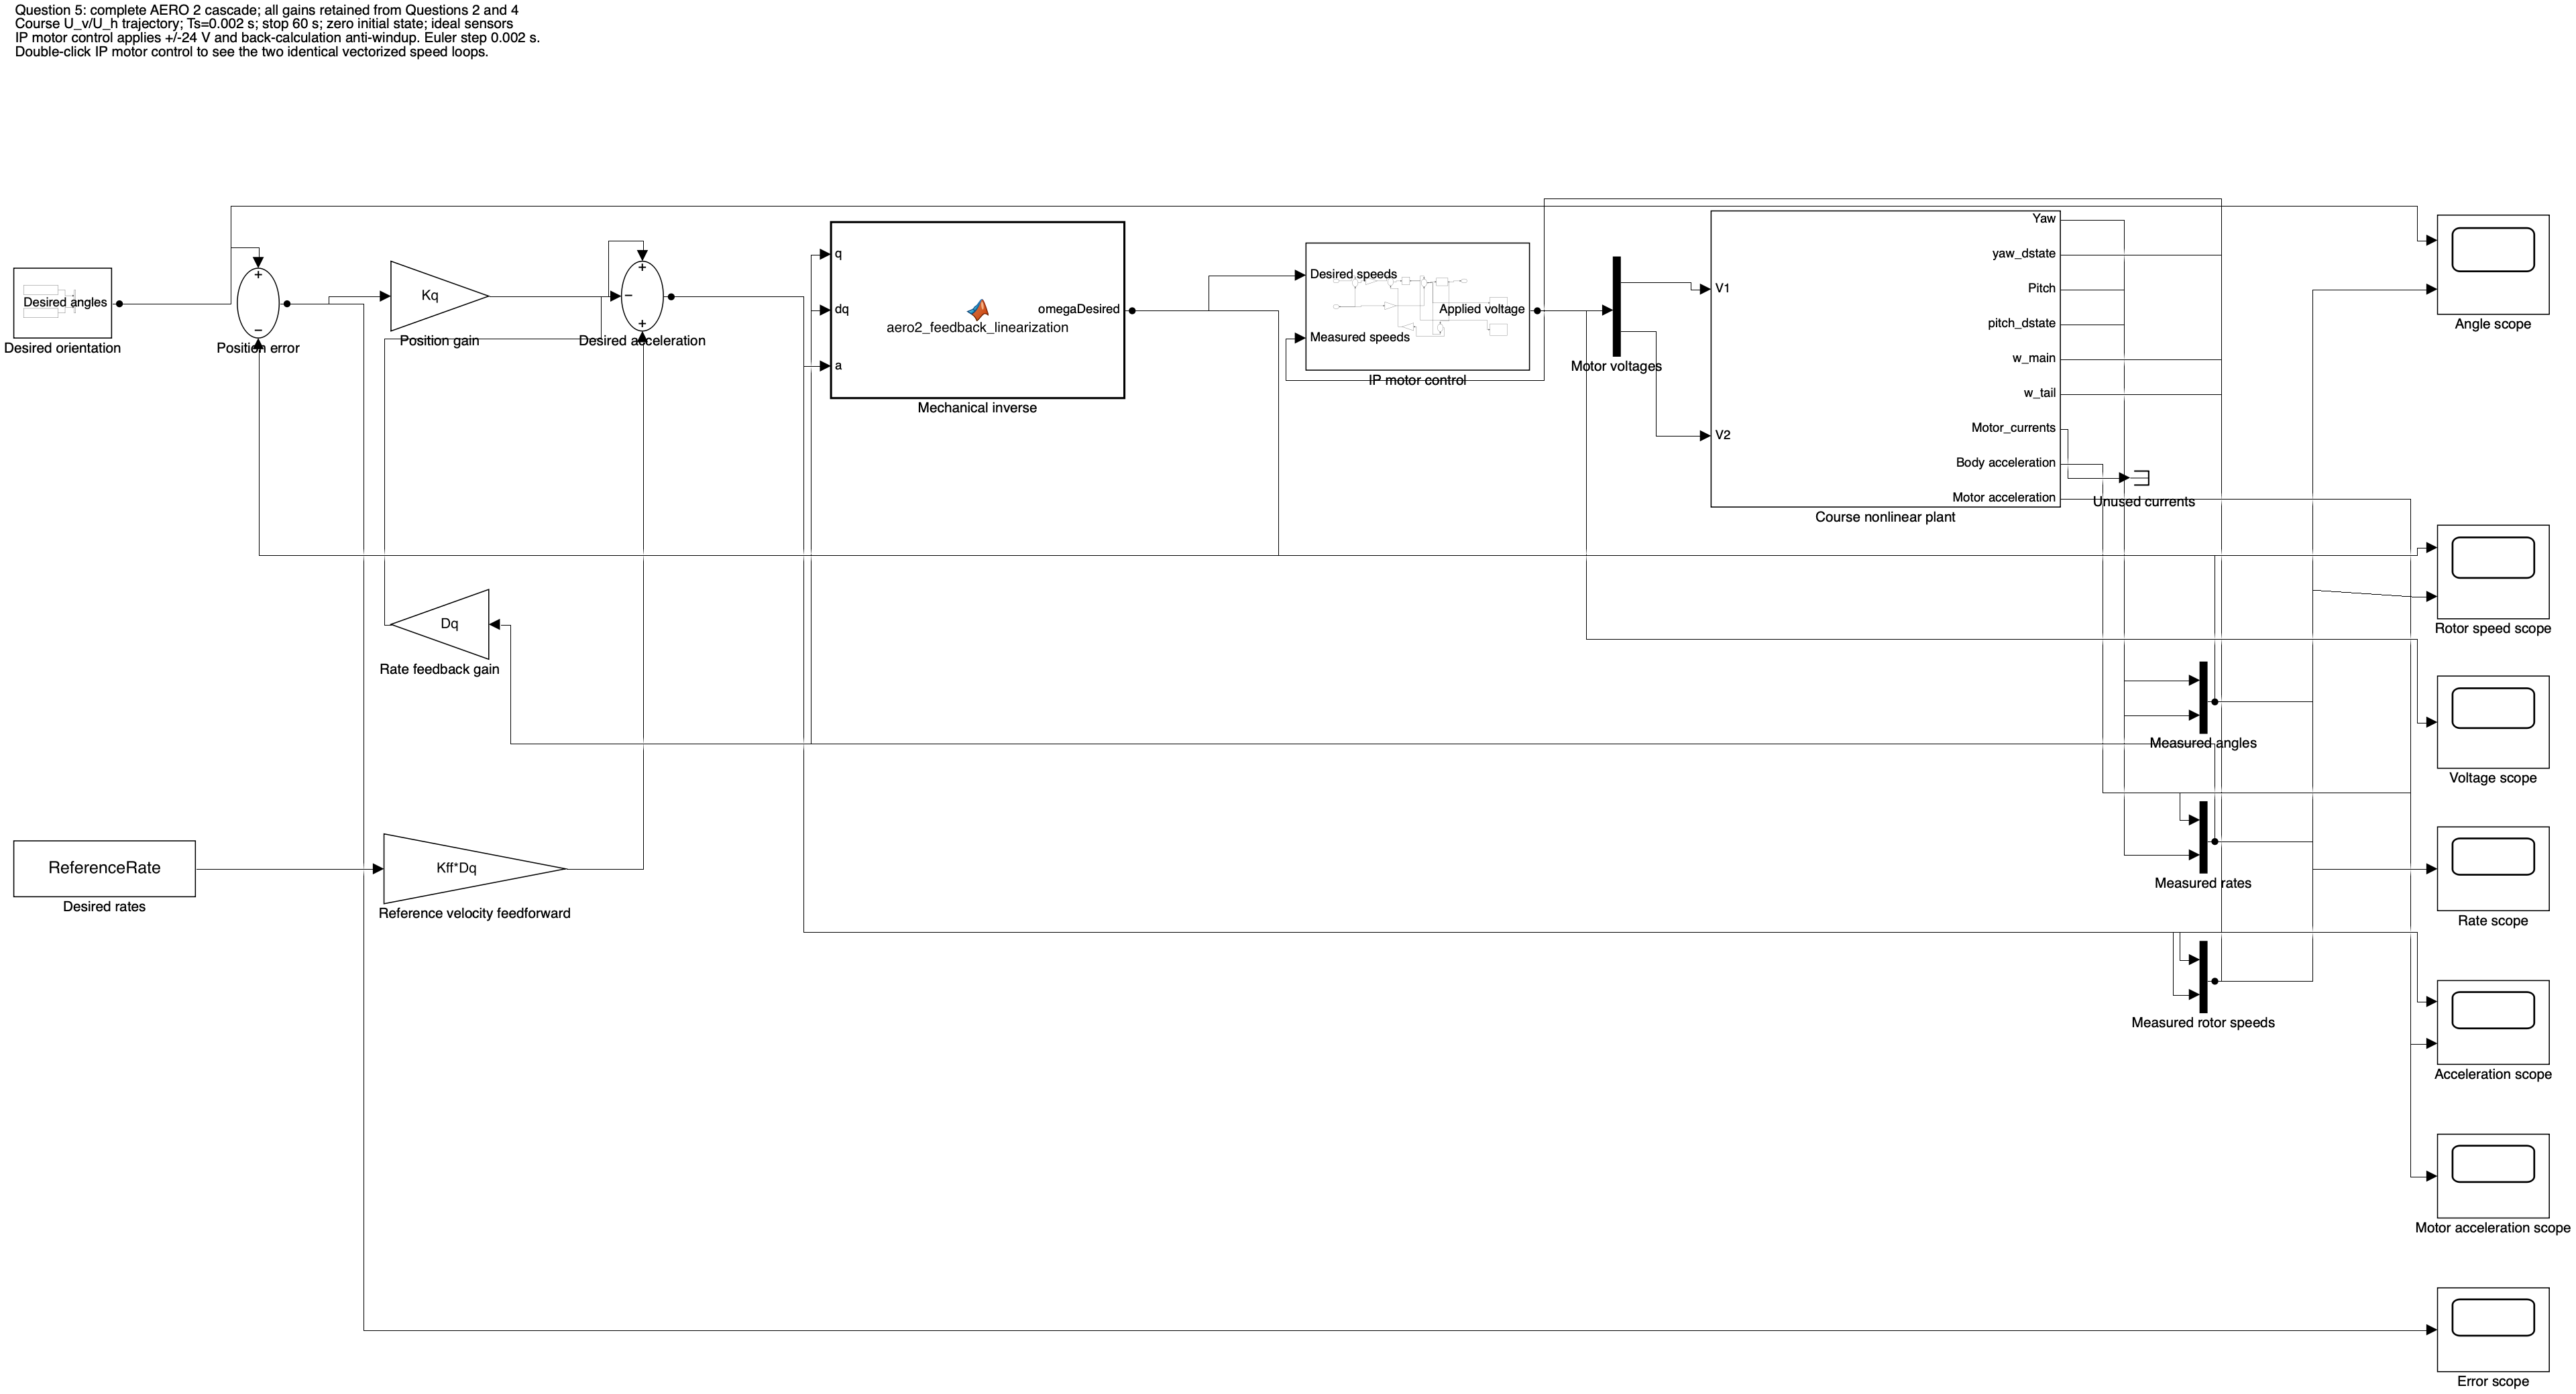 Question 5: complete AERO 2 cascade; all gains retained from Questions 2 and 4
Course U_v/U_h trajectory; Ts=0.002 s; stop 60 s; zero initial state; ideal sensors
IP motor control applies +/-24 V and back-calculation anti-windup. Euler step 0.002 s.
Double-click IP motor control to see the two identical vectorized speed loops.
Desired angles
Desired orientation
+
−
Position error
Kq
Position gain
+
−
+
Desired acceleration
q
dq
a
aero2_feedback_linearization
omegaDesired
Mechanical inverse
Desired speeds
Measured speeds
Applied voltage
IP motor control
Motor voltages
V1
V2
Yaw
yaw_dstate
Pitch
pitch_dstate
w_main
w_tail
Motor_currents
Body acceleration
Motor acceleration
Course nonlinear plant
Unused currents
Angle scope
Rotor speed scope
Dq
Rate feedback gain
Measured angles
Voltage scope
ReferenceRate
Desired rates
Kff*Dq
Reference velocity feedforward
Measured rates
Rate scope
Measured rotor speeds
Acceleration scope
Motor acceleration scope
Error scope